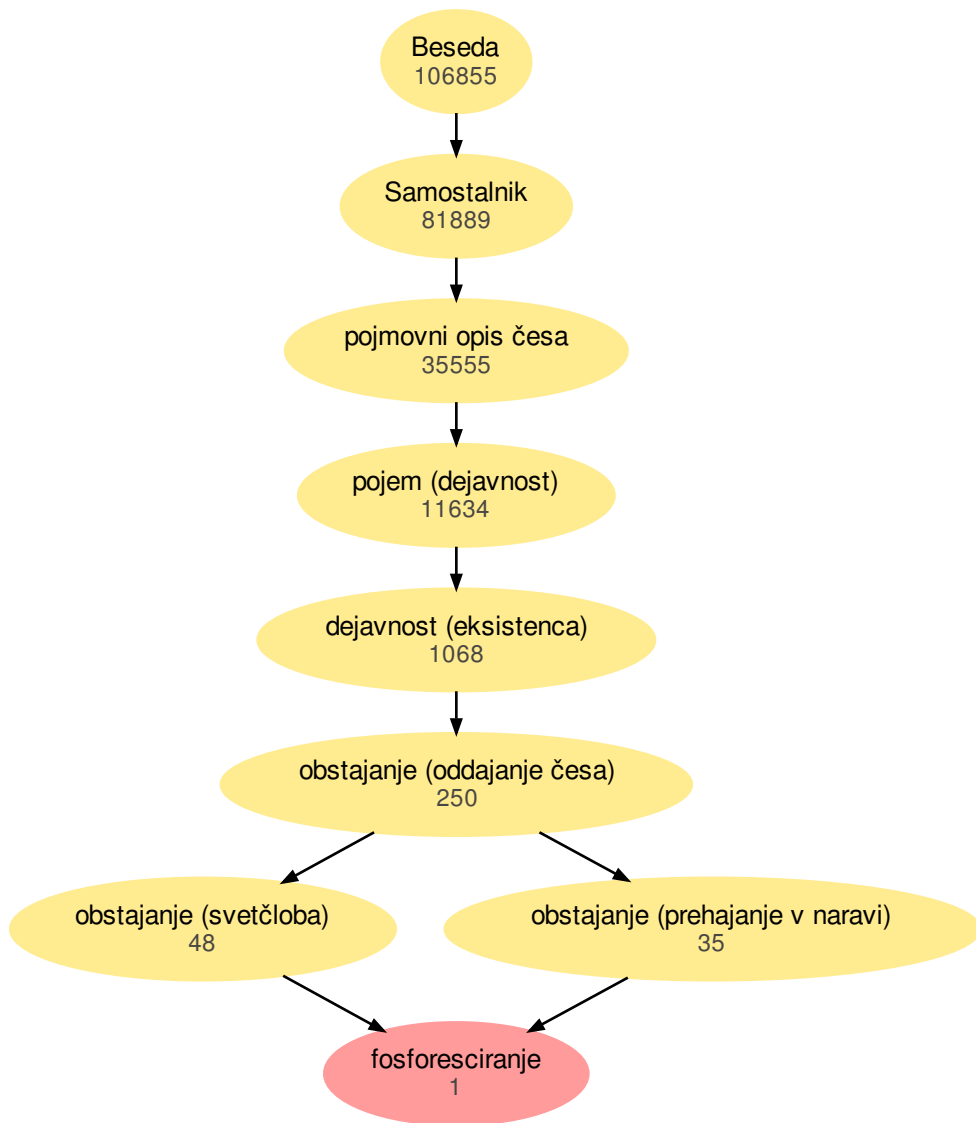 Beseda
106855
Samostalnik
81889
pojmovni opis česa
35555
pojem (dejavnost)
11634
dejavnost (eksistenca)
1068
obstajanje (oddajanje česa)
250
obstajanje (svetčloba)
48
obstajanje (prehajanje v naravi)
35
fosforesciranje
1